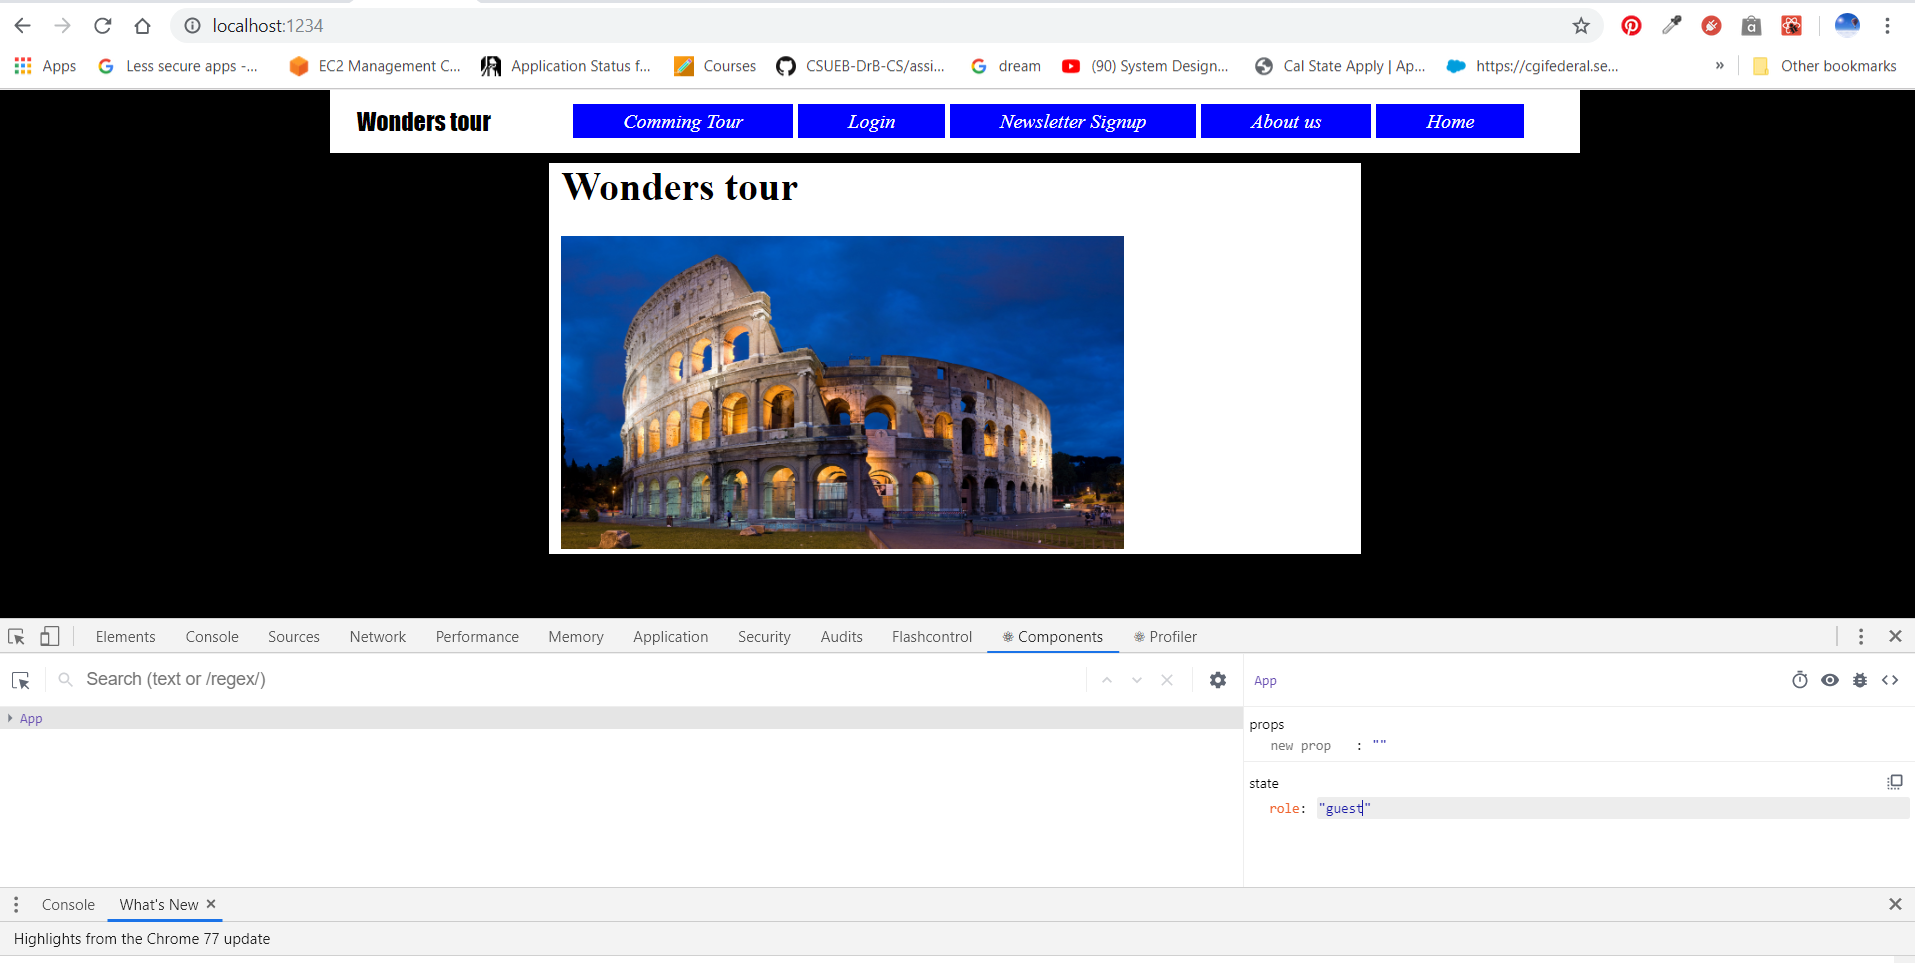 localhost:1234
Apps Less secure apps -... EC2 Management C... Application Status f... Courses CSUEB-DrB-CS/assi... dream (90) System Design... Cal State Apply | Ap... https://cgifederal.se... » Other bookmarks
Wonders tour Comming Tour Login Newsletter Signup About us Home
Wonders tour
Elements Console Sources Network Performance Memory Application Security Audits Flashcontrol Components Profiler
Search (text or /regex/) App
App
props
new prop : ""
state
role: "guest"
Console What's New
Highlights from the Chrome 77 update